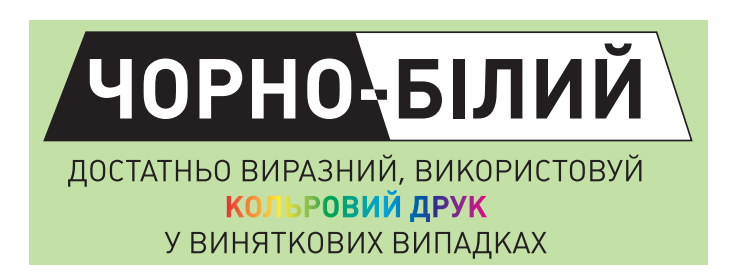 ЧОРНО-БІЛИЙ
ДОСТАТНЬО ВИРАЗНИЙ, ВИКОРИСТОВУЙ
КОЛЬРОВИЙ ДРУК
У ВИНЯТКОВИХ ВИПАДКАХ